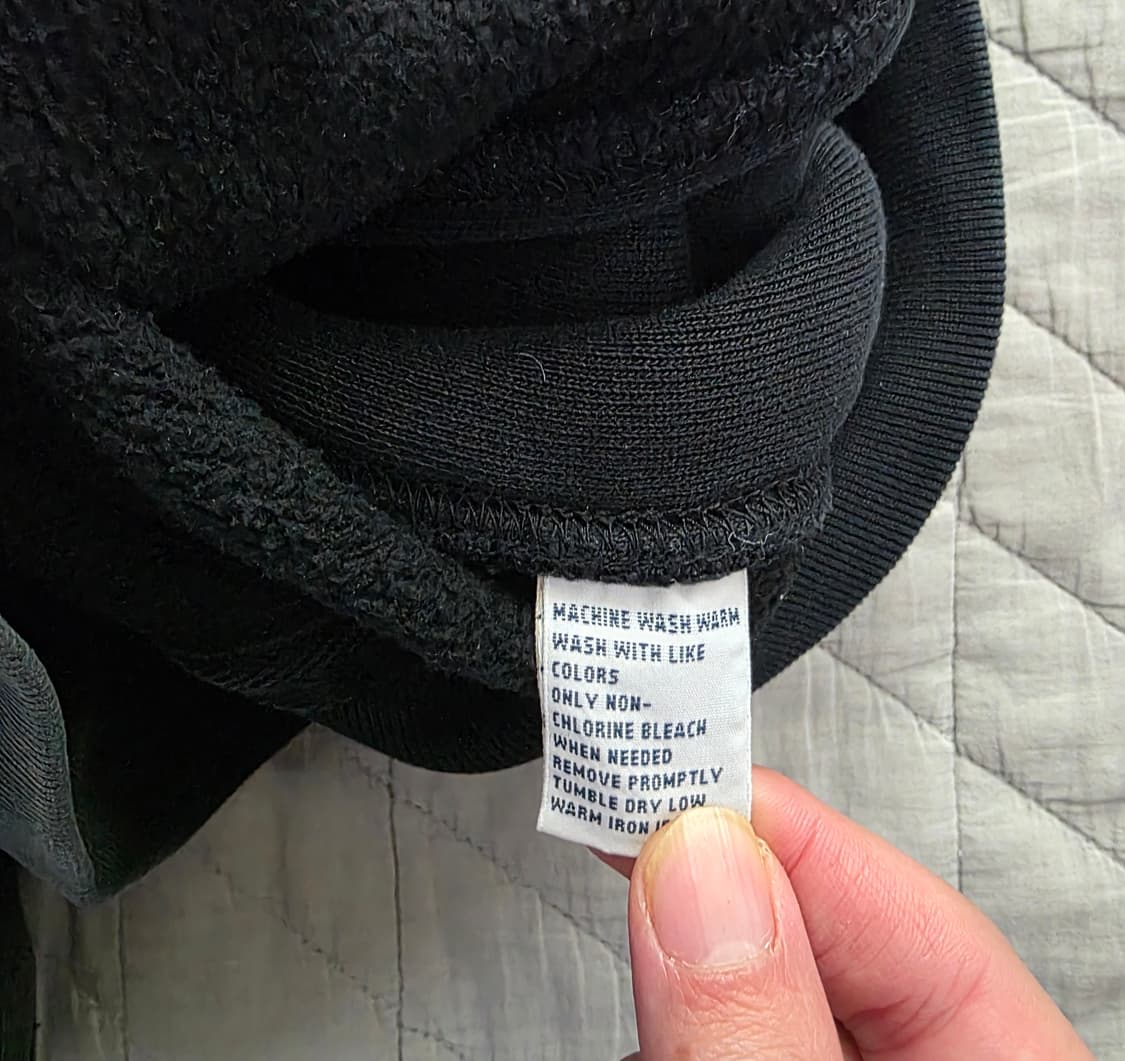 MACHINE WASH WARM
WASH WITH LIKE
COLORS
ONLY NON-
CHLORINE BLEACH
WHEN NEEDED
REMOVE PROMPTLY
TUMBLE DRY LOW
WARM IRON